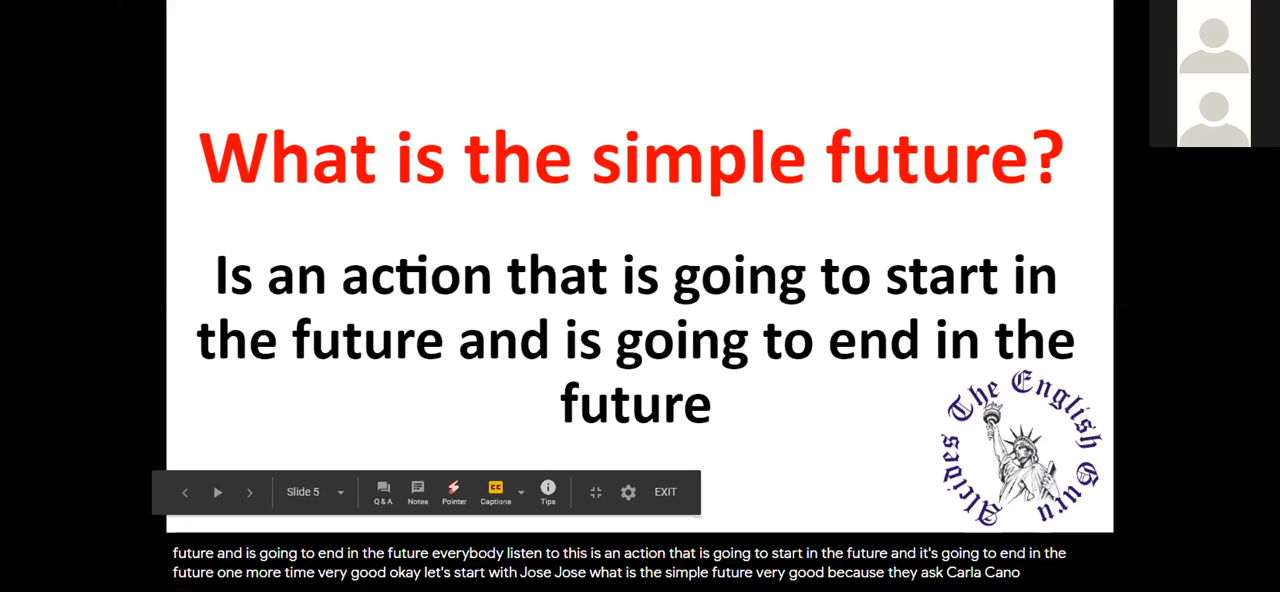 What is the simple future?
Is an action that is going to start in
the future and is going to end in the
future
Alcides The English Guru
Slide 5
Q & A
Notes
Pointer
CC
Captions
Tips
EXIT
future and is going to end in the future everybody listen to this is an action that is going to start in the future and it's going to end in the
future one more time very good okay let's start with Jose Jose what is the simple future very good because they ask Carla Cano